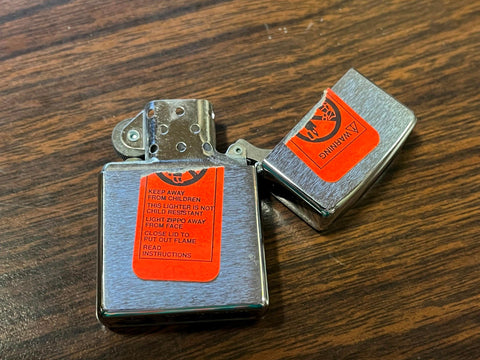 ⚠WARNING
KEEP AWAY
FROM CHILDREN
THIS LIGHTER IS NOT
CHILD RESISTANT
LIGHT ZIPPO AWAY
FROM FACE
CLOSE LID TO
PUT OUT FLAME
READ
INSTRUCTIONS